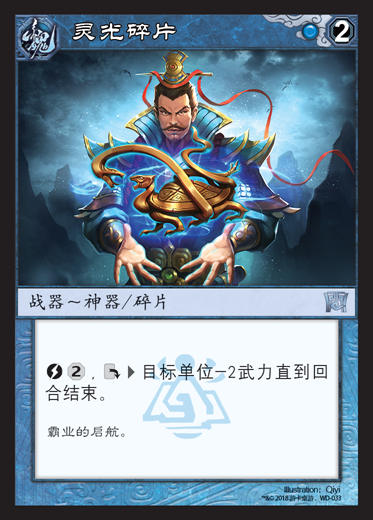 灵光碎片
2
战器～神器/碎片
2，目标单位-2武力直到回
合结束。
霸业的启航。
Illustration：Qiyi
™&© 2018 游卡桌游．WD-033